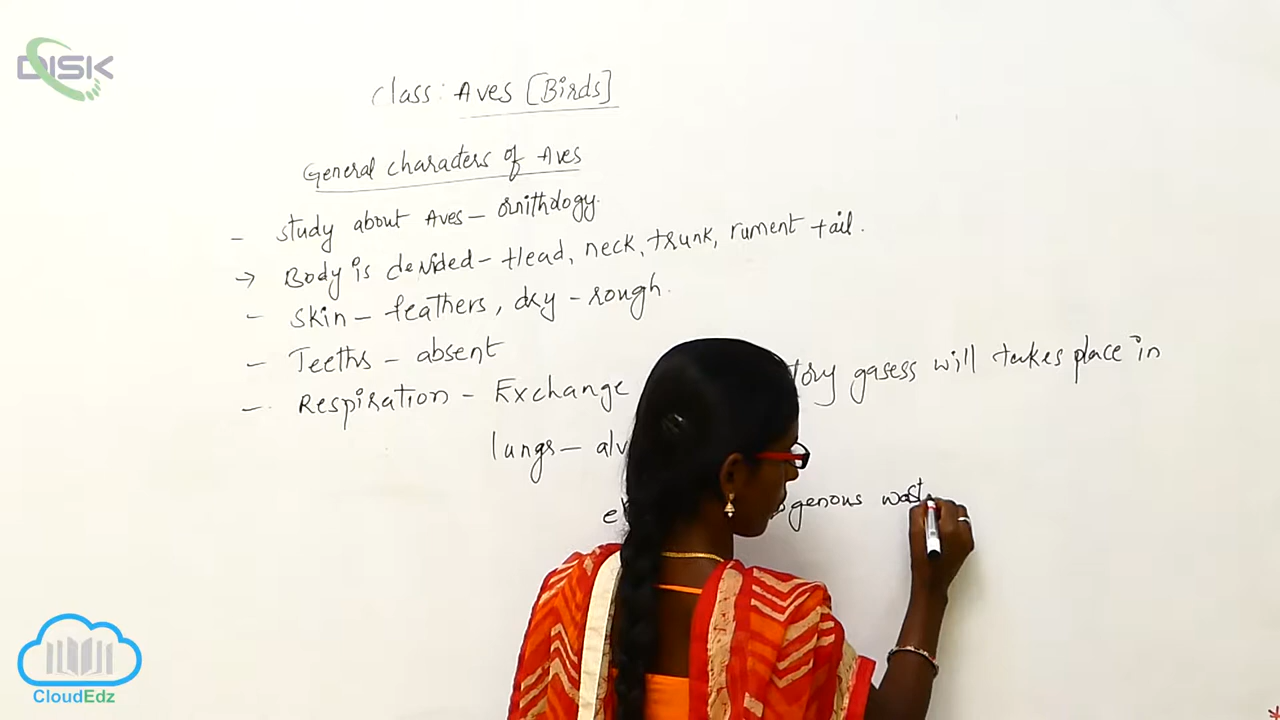 DISK
Class: Aves [Birds]
General characters of Aves
- study about Aves - ornithology.
→ Body is devided - Head, neck, trunk, rument tail.
- Skin - feathers, dry - rough.
- Teeths - absent
- Respiration - Exchange tory gasess will takes place in
lungs - alv
genous wast
CloudEdz